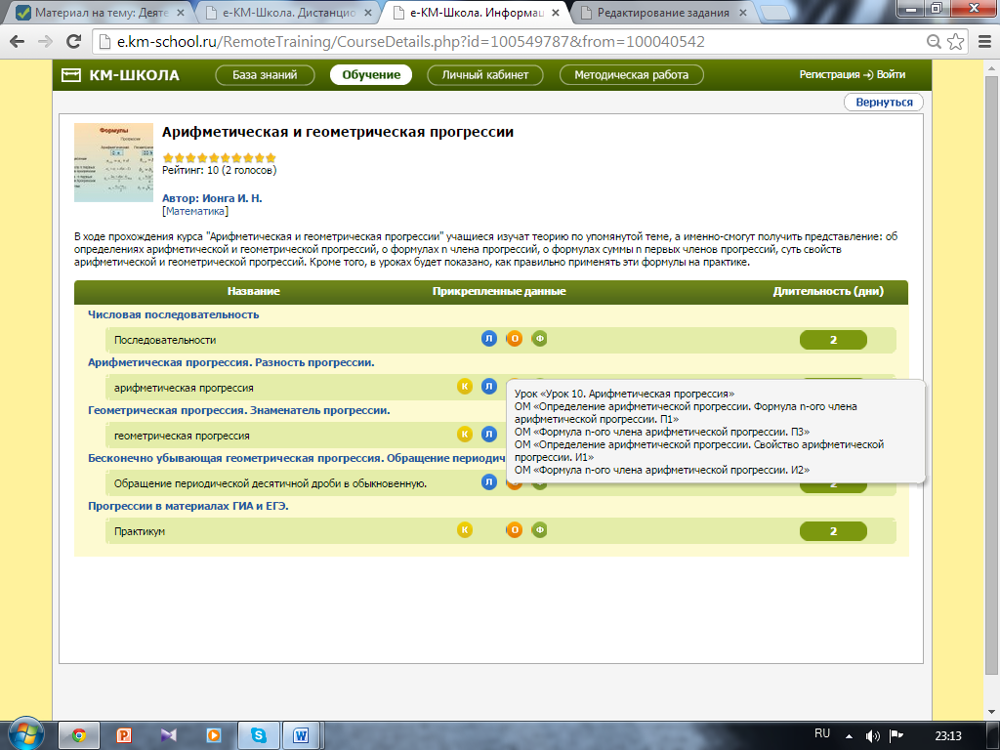 Материал на тему: Деяте
е-КМ-Школа. Дистанцио
е-КМ-Школа. Информац
Редактирование задания
e.km-school.ru/RemoteTraining/CourseDetails.php?id=100549787&from=100040542
КМ-ШКОЛА
База знаний
Обучение
Личный кабинет
Методическая работа
Регистрация
Войти
Вернуться
Формулы
Арифметическая и геометрическая прогрессии
Рейтинг: 10 (2 голосов)
Автор: Ионга И. Н.
[Математика]
В ходе прохождения курса "Арифметическая и геометрическая прогрессии" учащиеся изучат теорию по упомянутой теме, а именно-смогут получить представление: об
определениях арифметической и геометрической прогрессий, о формулах n члена прогрессий, о формулах суммы n первых членов прогрессий, суть свойств
арифметической и геометрической прогрессий. Кроме того, в уроках будет показано, как правильно применять эти формулы на практике.
Название
Прикрепленные данные
Длительность (дни)
Числовая последовательность
Последовательности
Л О Ф
2
Арифметическая прогрессия. Разность прогрессии.
арифметическая прогрессия
К Л
Урок «Урок 10. Арифметическая прогрессия»
ОМ «Определение арифметической прогрессии. Формула n-ого члена
арифметической прогрессии. П1»
ОМ «Формула n-ого члена арифметической прогрессии. П3»
ОМ «Определение арифметической прогрессии. Свойство арифметической
прогрессии. И1»
ОМ «Формула n-ого члена арифметической прогрессии. И2»
Геометрическая прогрессия. Знаменатель прогрессии.
геометрическая прогрессия
К Л
Бесконечно убывающая геометрическая прогрессия. Обращение периодич
Обращение периодической десятичной дроби в обыкновенную.
Л
2
Прогрессии в материалах ГИА и ЕГЭ.
Практикум
К О Ф
2
RU
23:13